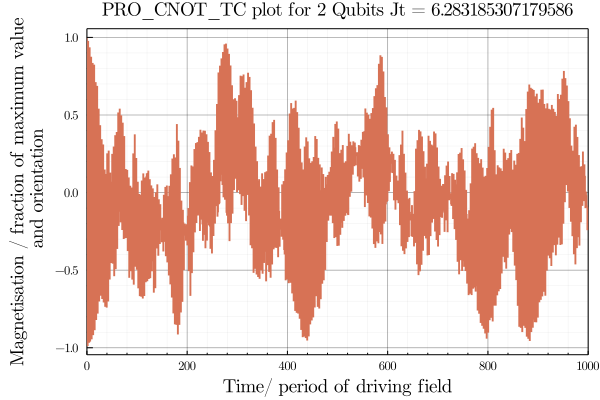 PRO_CNOT_TC plot for 2 Qubits Jt = 6.283185307179586
Magnetisation / fraction of maximum value
and orientation
1.0
0.5
0.0
−0.5
−1.0
0 200 400 600 800 1000
Time/ period of driving field